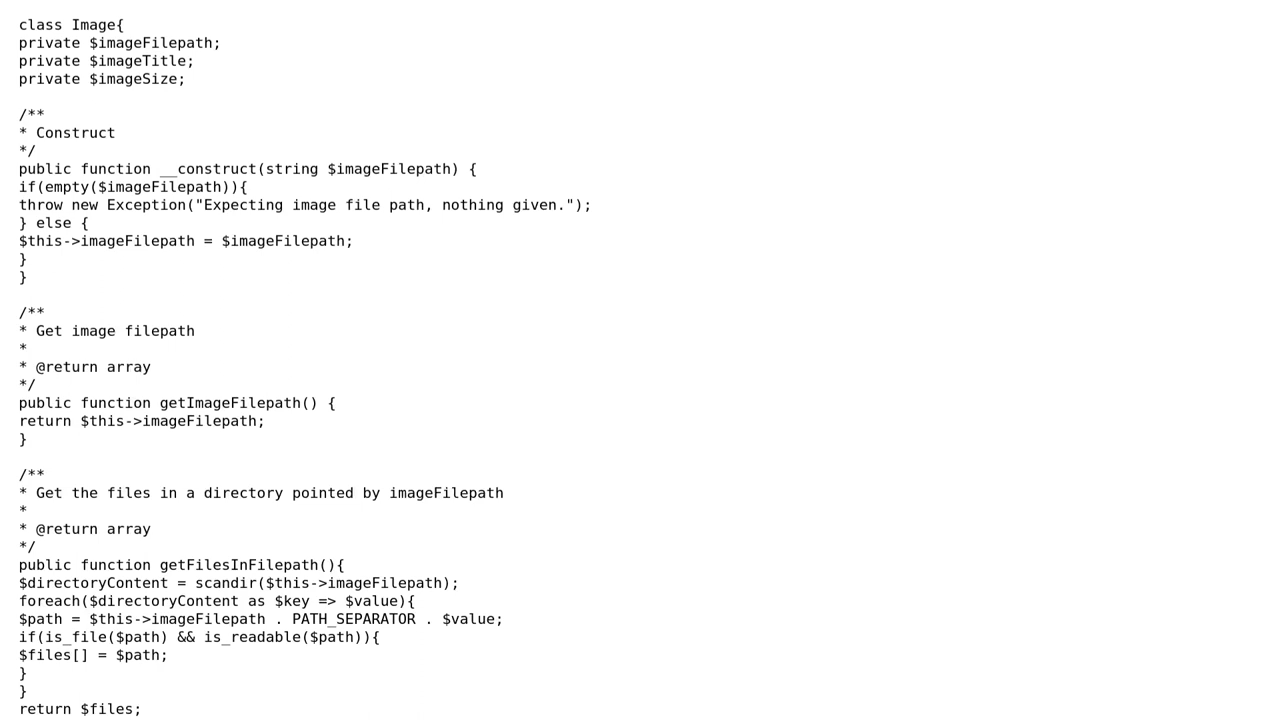 class Image{
private $imageFilepath;
private $imageTitle;
private $imageSize;

/**
* Construct
*/
public function __construct(string $imageFilepath) {
if(empty($imageFilepath)){
throw new Exception("Expecting image file path, nothing given.");
} else {
$this->imageFilepath = $imageFilepath;
}
}

/**
* Get image filepath
*
* @return array
*/
public function getImageFilepath() {
return $this->imageFilepath;
}

/**
* Get the files in a directory pointed by imageFilepath
*
* @return array
*/
public function getFilesInFilepath(){
$directoryContent = scandir($this->imageFilepath);
foreach($directoryContent as $key => $value){
$path = $this->imageFilepath . PATH_SEPARATOR . $value;
if(is_file($path) && is_readable($path)){
$files[] = $path;
}
}
return $files;